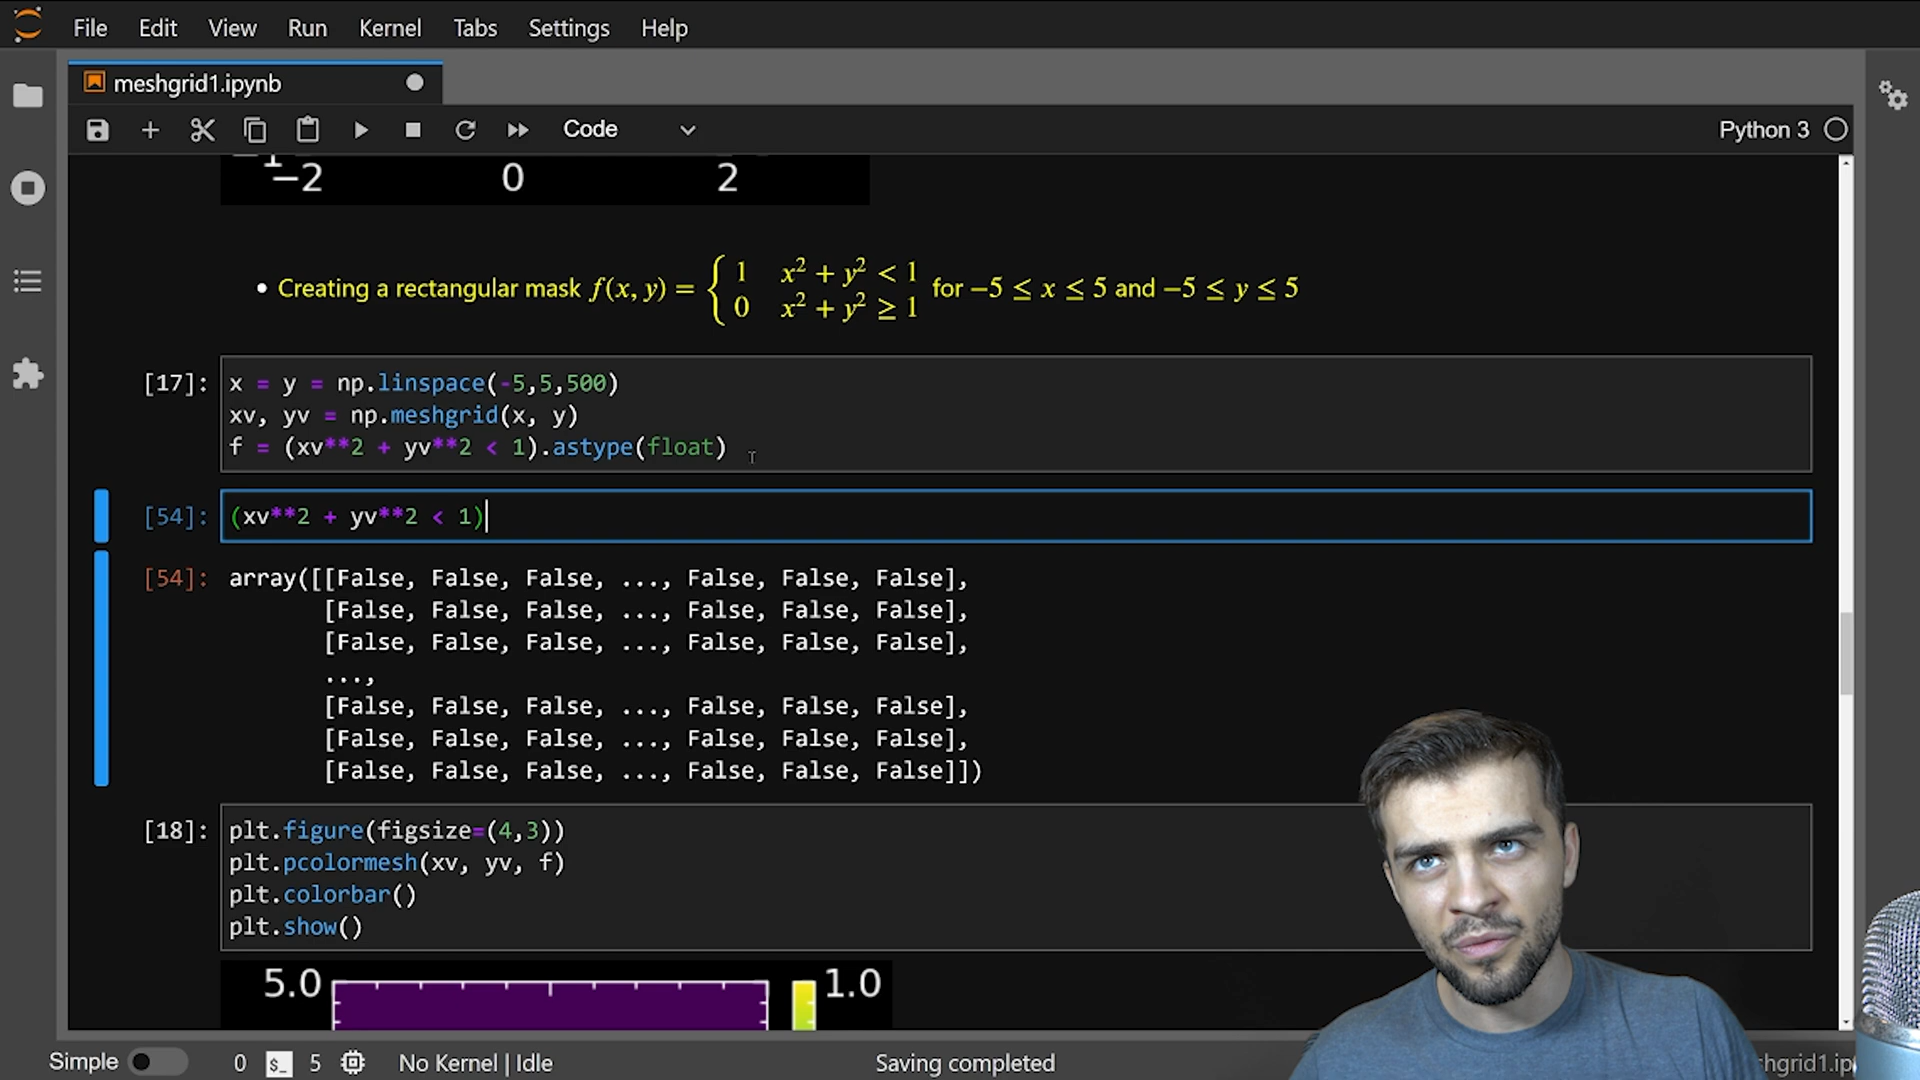 File Edit View Run Kernel Tabs Settings Help
meshgrid1.ipynb
Code Python 3
−2 0 2
• Creating a rectangular mask f(x, y) = { 1 x² + y² < 1 for −5 ≤ x ≤ 5 and −5 ≤ y ≤ 5
0 x² + y² ≥ 1
[17]: x = y = np.linspace(-5,5,500)
xv, yv = np.meshgrid(x, y)
f = (xv**2 + yv**2 < 1).astype(float)
[54]: (xv**2 + yv**2 < 1)
[54]: array([[False, False, False, ..., False, False, False],
[False, False, False, ..., False, False, False],
[False, False, False, ..., False, False, False],
...,
[False, False, False, ..., False, False, False],
[False, False, False, ..., False, False, False],
[False, False, False, ..., False, False, False]])
[18]: plt.figure(figsize=(4,3))
plt.pcolormesh(xv, yv, f)
plt.colorbar()
plt.show()
5.0 1.0
Simple 0 $_ 5 No Kernel | Idle Saving completed